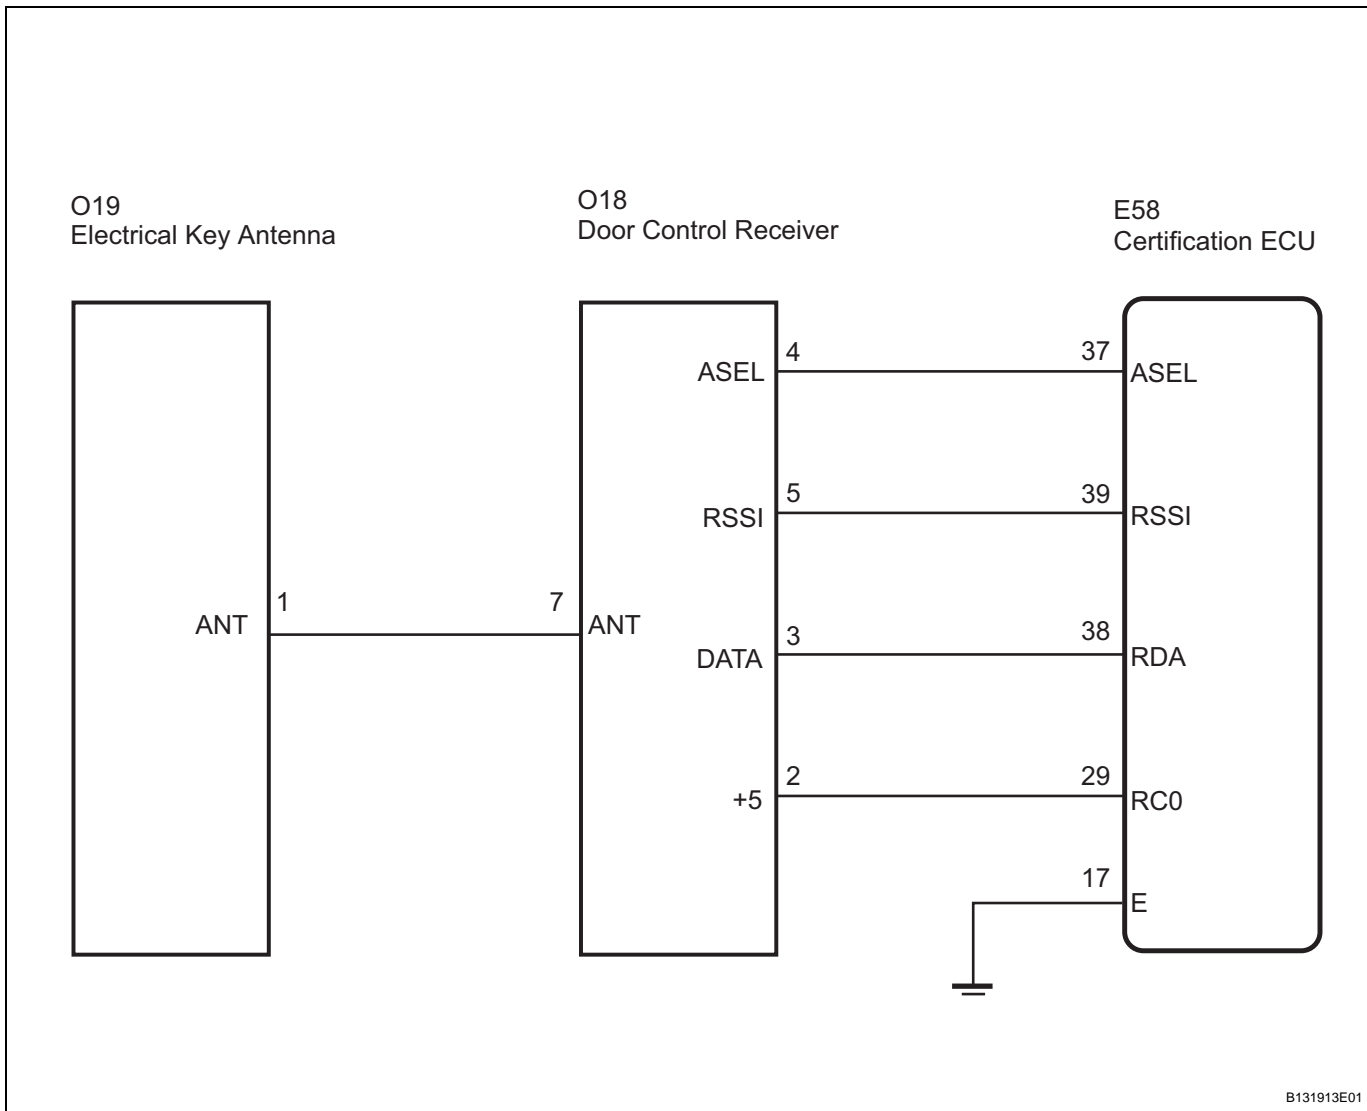 O19
Electrical Key Antenna
O18
Door Control Receiver
E58
Certification ECU
ASEL
4
37
ASEL
RSSI
5
39
RSSI
ANT
1
7
ANT
DATA
3
38
RDA
+5
2
29
RC0
17
E
B131913E01